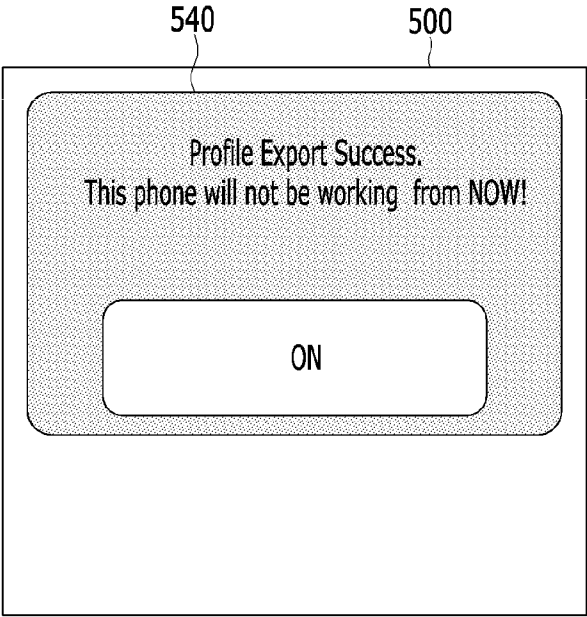 540 500
Profile Export Success.
This phone will not be working from NOW!
ON